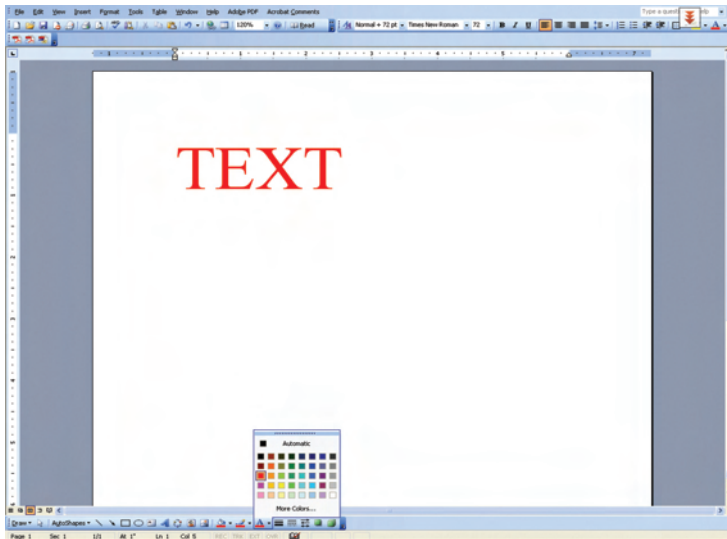 File Edit View Insert Format Tools Table Window Help Adobe PDF Acrobat Comments
120% Read Normal + 72 pt Times New Roman 72 B I U
TEXT
Automatic
More Colors...
Draw AutoShapes
Page 1 Sec 1 1/1 At 1" Ln 1 Col 5 REC TRK EXT OVR